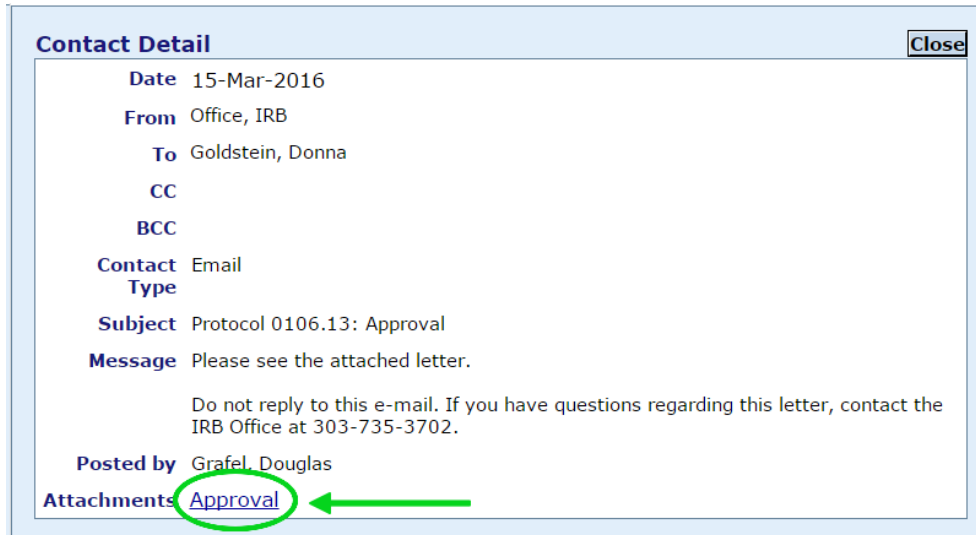 Contact Detail
Close
Date 15-Mar-2016
From Office, IRB
To Goldstein, Donna
CC
BCC
Contact Email
Type
Subject Protocol 0106.13: Approval
Message Please see the attached letter.
Do not reply to this e-mail. If you have questions regarding this letter, contact the
IRB Office at 303-735-3702.
Posted by Grafel, Douglas
Attachments Approval